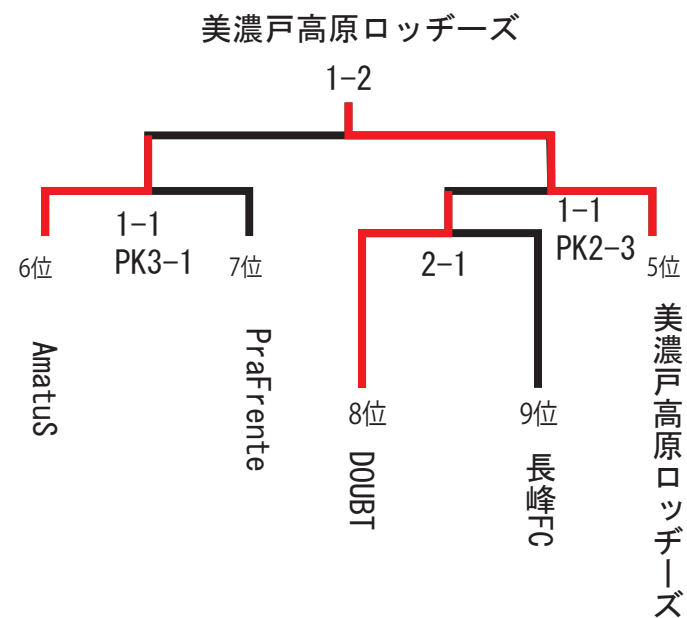 美濃戸高原ロッヂーズ
1-2
1-1
PK3-1
1-1
PK2-3
2-1
6位
7位
5位
8位
9位
AmatuS
PraFrente
DOUBT
長峰FC
美濃戸高原ロッヂーズ